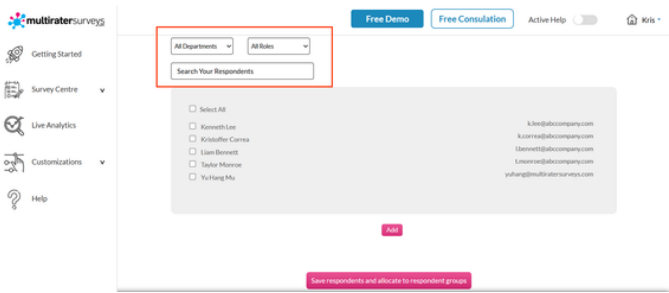 multiratersurveys
Free Demo
Free Consulation
Active Help
Kris
Getting Started
Survey Centre
Live Analytics
Customizations
Help
All Departments
All Roles
Search Your Respondents
Select All
Kenneth Lee k.lee@abccompany.com
Kristoffer Correa k.correa@abccompany.com
Liam Bennett l.bennett@abccompany.com
Taylor Monroe t.monroe@abccompany.com
Yu Hang Mu yuhang@multiratersurveys.com
Add
Save respondents and allocate to respondent groups